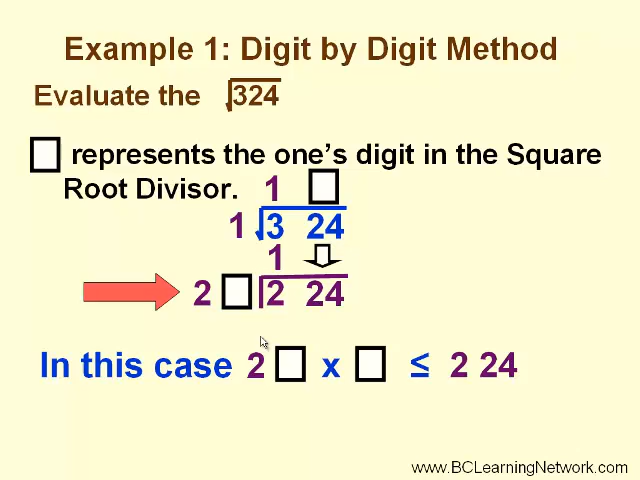 Example 1: Digit by Digit Method
Evaluate the √324
□ represents the one's digit in the Square
Root Divisor.
1 □
1 √3 24
1
2 □ 2 24
In this case 2 □ x □ ≤ 2 24
www.BCLearningNetwork.com